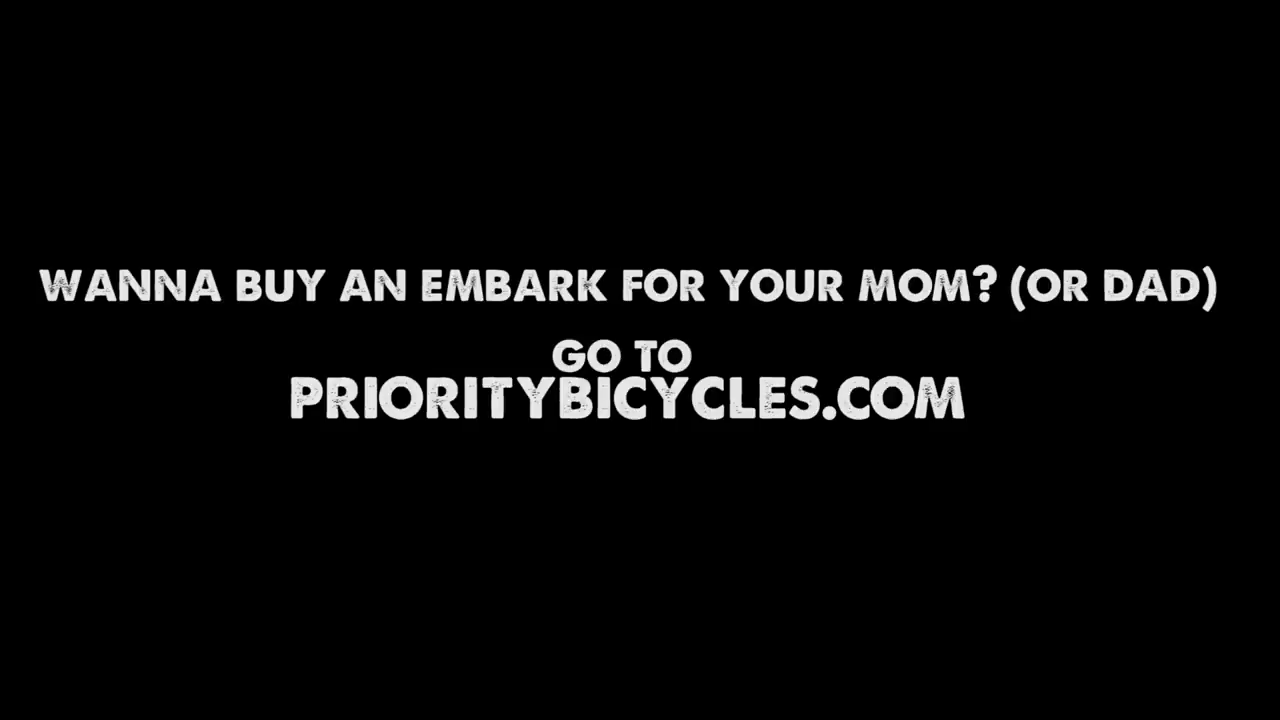 WANNA BUY AN EMBARK FOR YOUR MOM? (OR DAD)
GO TO
PRIORITYBICYCLES.COM